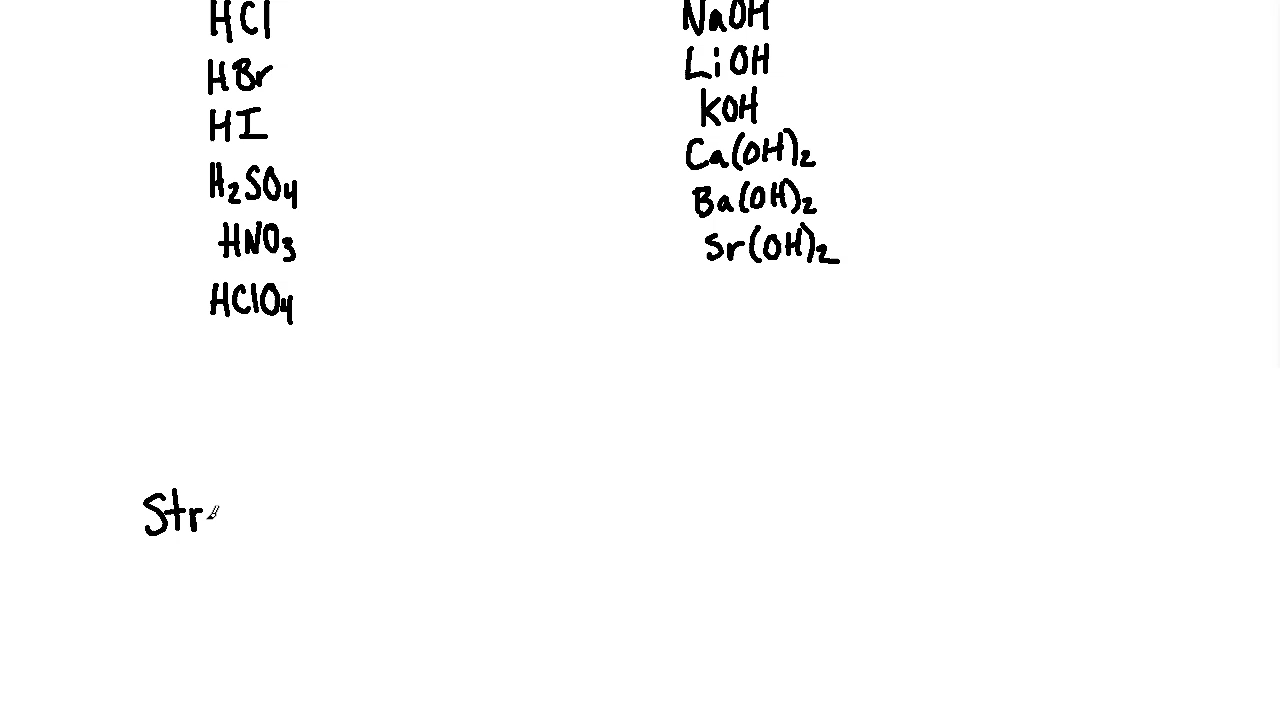 HCl
HBr
HI
H₂SO₄
HNO₃
HClO₄
NaOH
LiOH
KOH
Ca(OH)₂
Ba(OH)₂
Sr(OH)₂
Str